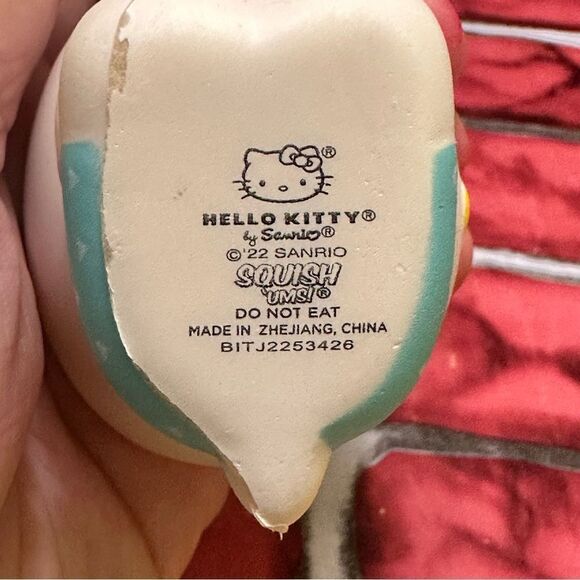 ®
HELLO KITTY®
by Sanrio®
©'22 SANRIO
SQUISH
'UMS!®
DO NOT EAT
MADE IN ZHEJIANG, CHINA
BITJ2253426